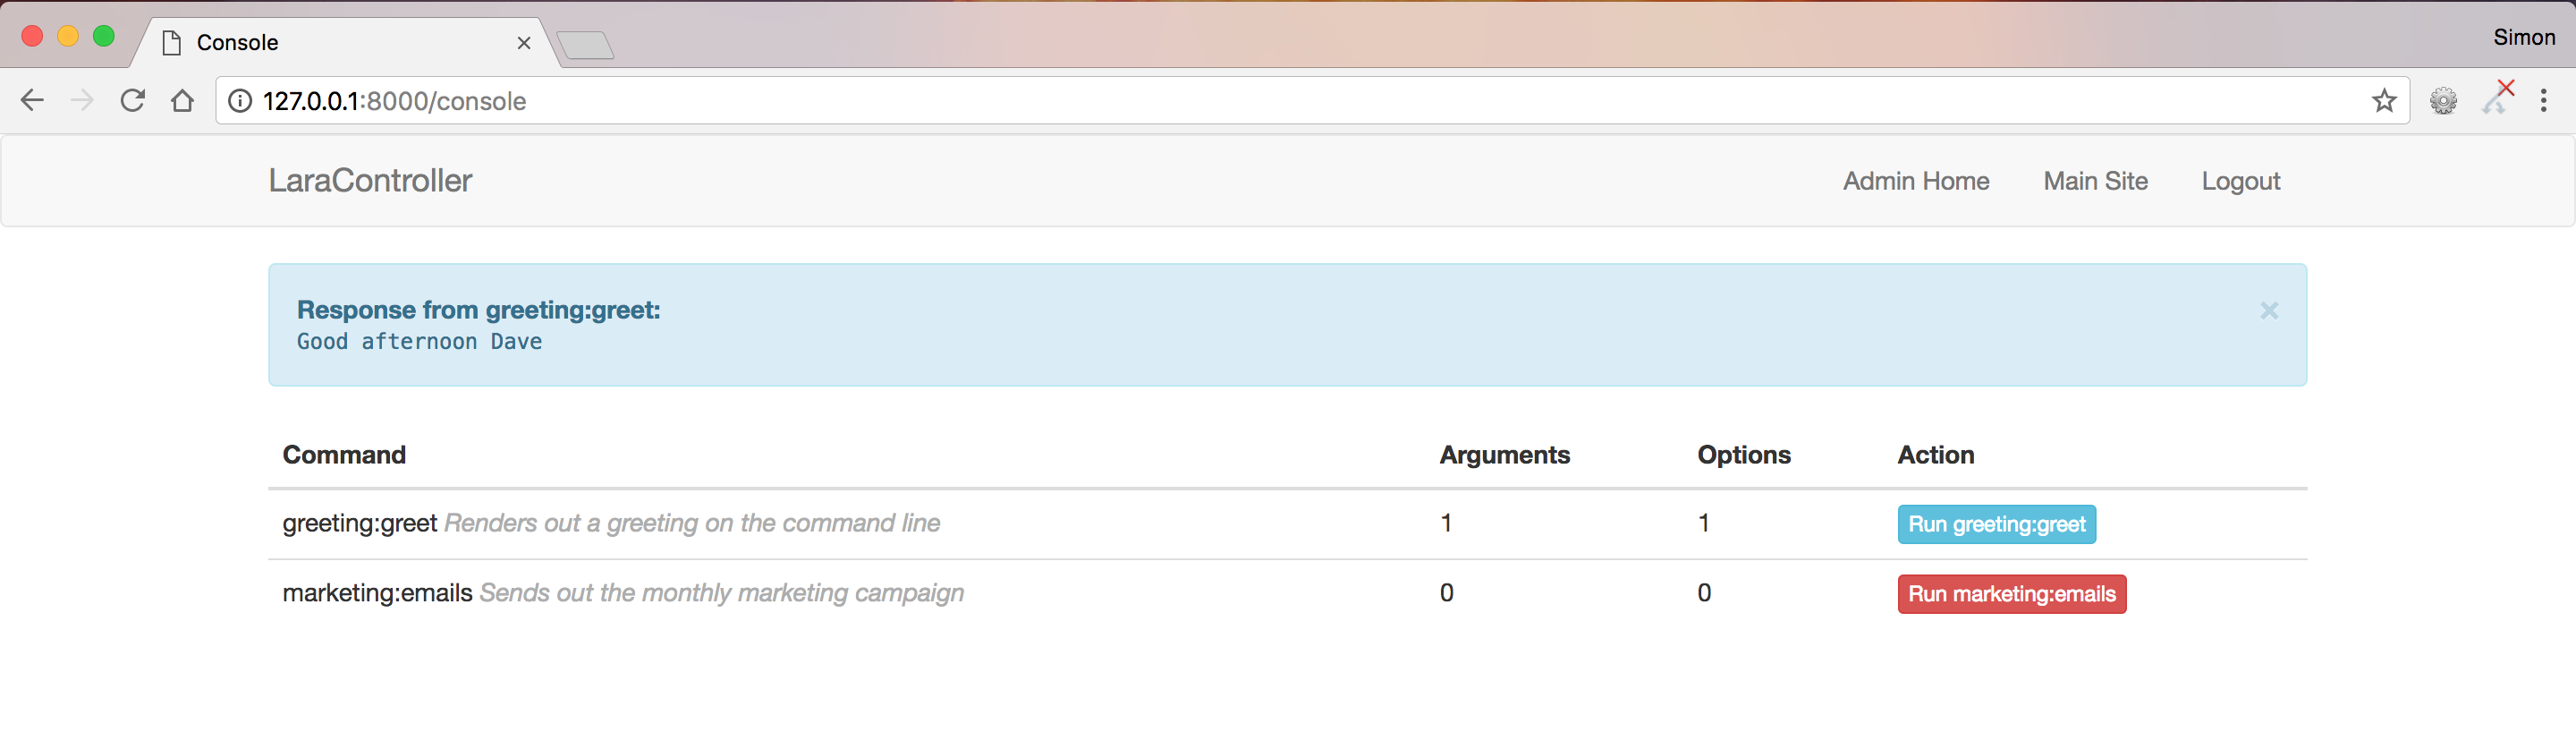 Console
Simon
127.0.0.1:8000/console
LaraController
Admin Home
Main Site
Logout
Response from greeting:greet:
Good afternoon Dave
Command Arguments Options Action
greeting:greet Renders out a greeting on the command line 1 1 Run greeting:greet
marketing:emails Sends out the monthly marketing campaign 0 0 Run marketing:emails